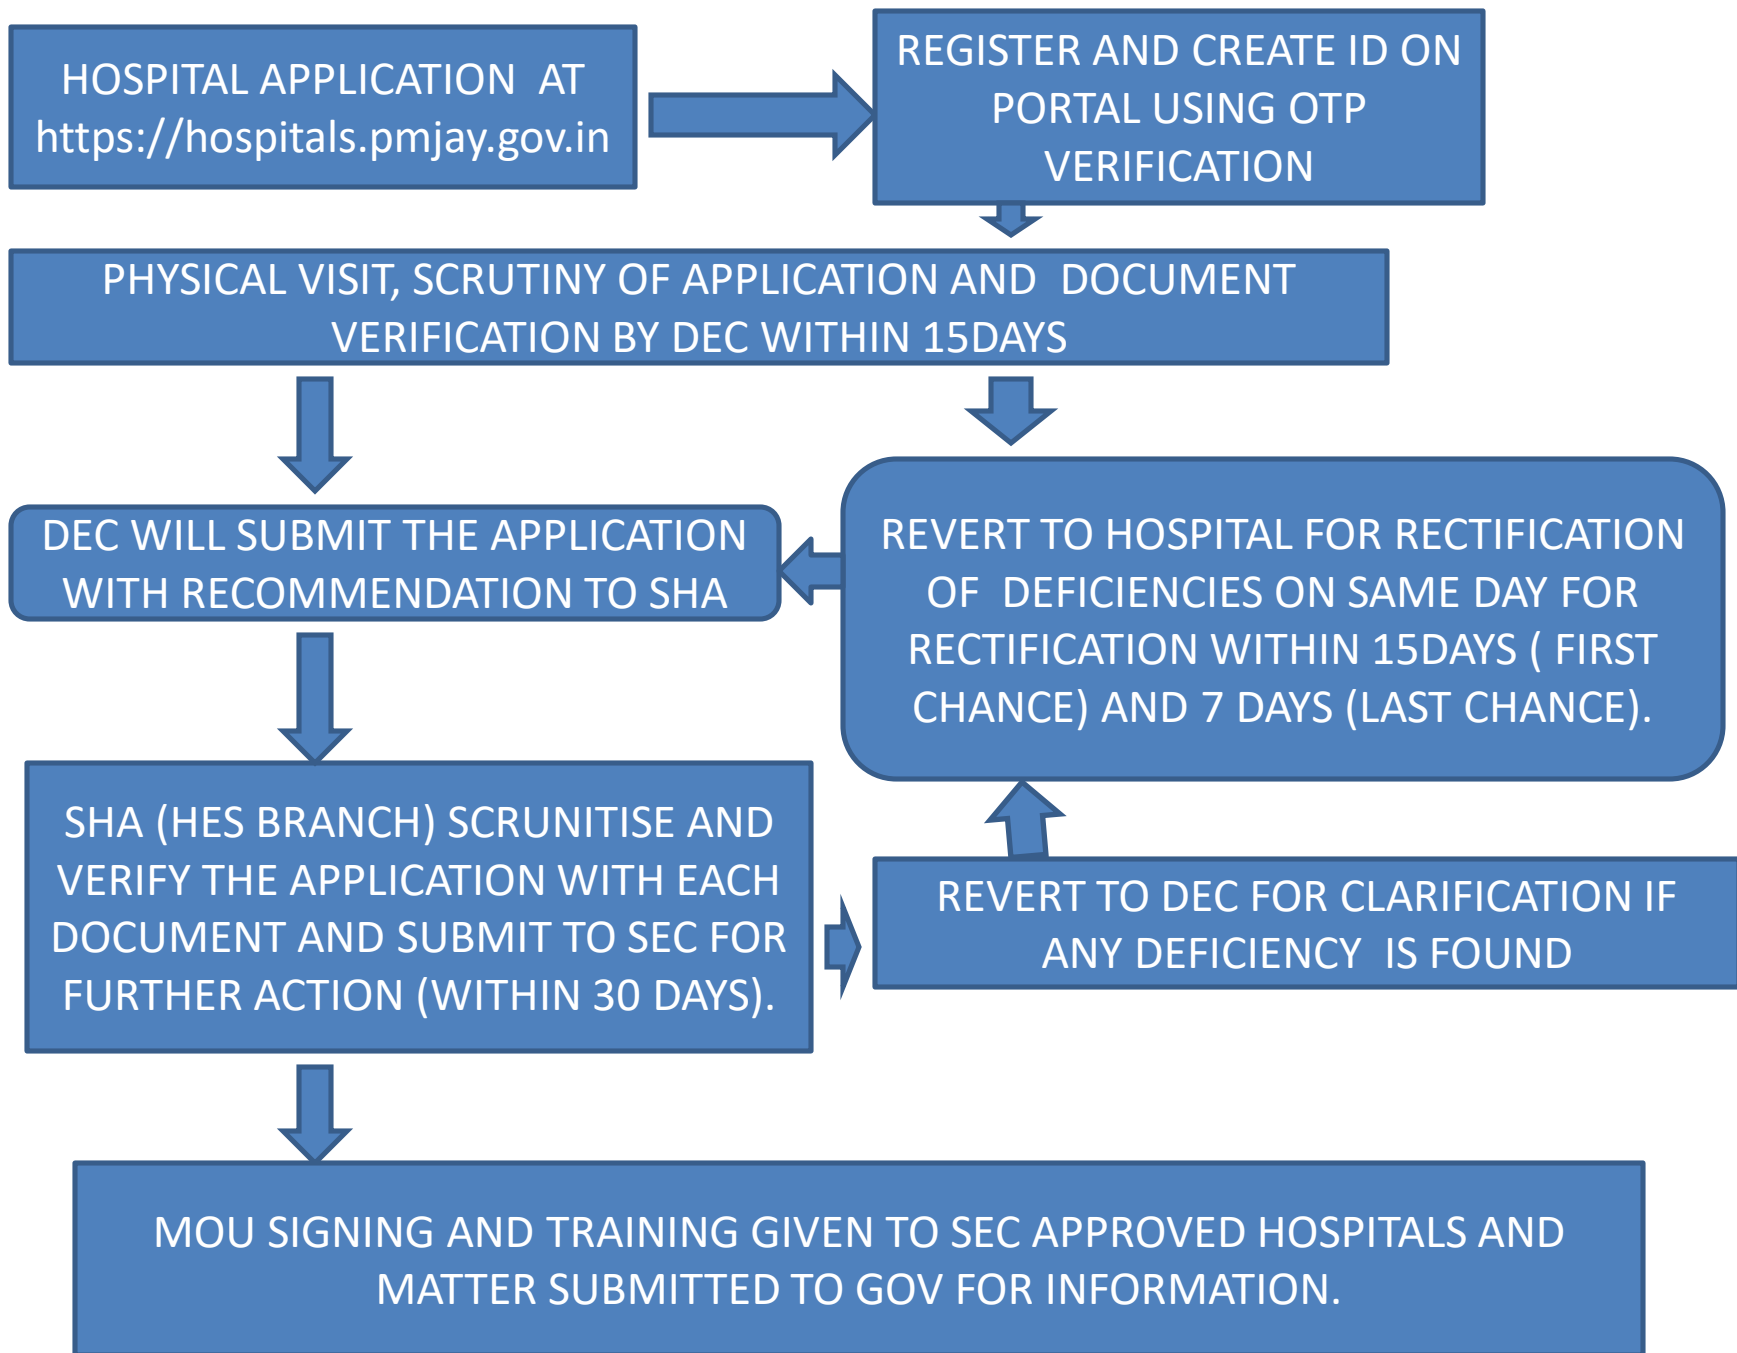 HOSPITAL APPLICATION AT
https://hospitals.pmjay.gov.in
REGISTER AND CREATE ID ON
PORTAL USING OTP
VERIFICATION
PHYSICAL VISIT, SCRUTINY OF APPLICATION AND DOCUMENT
VERIFICATION BY DEC WITHIN 15DAYS
DEC WILL SUBMIT THE APPLICATION
WITH RECOMMENDATION TO SHA
REVERT TO HOSPITAL FOR RECTIFICATION
OF DEFICIENCIES ON SAME DAY FOR
RECTIFICATION WITHIN 15DAYS ( FIRST
CHANCE) AND 7 DAYS (LAST CHANCE).
SHA (HES BRANCH) SCRUNITISE AND
VERIFY THE APPLICATION WITH EACH
DOCUMENT AND SUBMIT TO SEC FOR
FURTHER ACTION (WITHIN 30 DAYS).
REVERT TO DEC FOR CLARIFICATION IF
ANY DEFICIENCY IS FOUND
MOU SIGNING AND TRAINING GIVEN TO SEC APPROVED HOSPITALS AND
MATTER SUBMITTED TO GOV FOR INFORMATION.